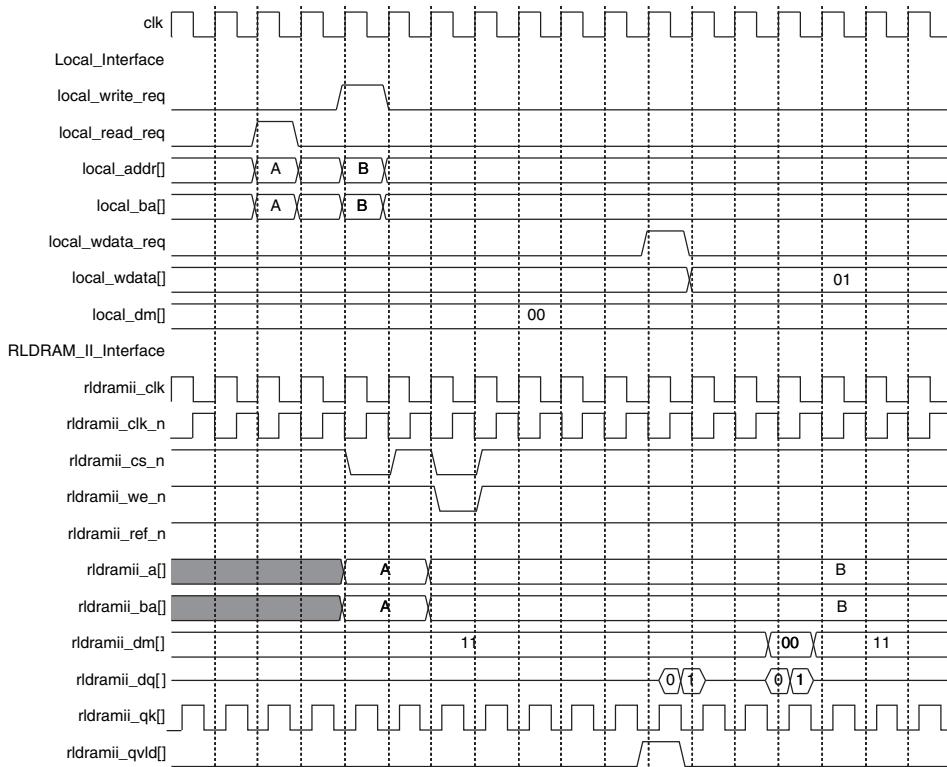 clk
Local_Interface
local_write_req
local_read_req
local_addr[] A B
local_ba[] A B
local_wdata_req
local_wdata[] 01
local_dm[] 00
RLDRAM_II_Interface
rldramii_clk
rldramii_clk_n
rldramii_cs_n
rldramii_we_n
rldramii_ref_n
rldramii_a[] A B
rldramii_ba[] A B
rldramii_dm[] 11 00 11
rldramii_dq[] 0 1 0 1
rldramii_qk[]
rldramii_qvld[]